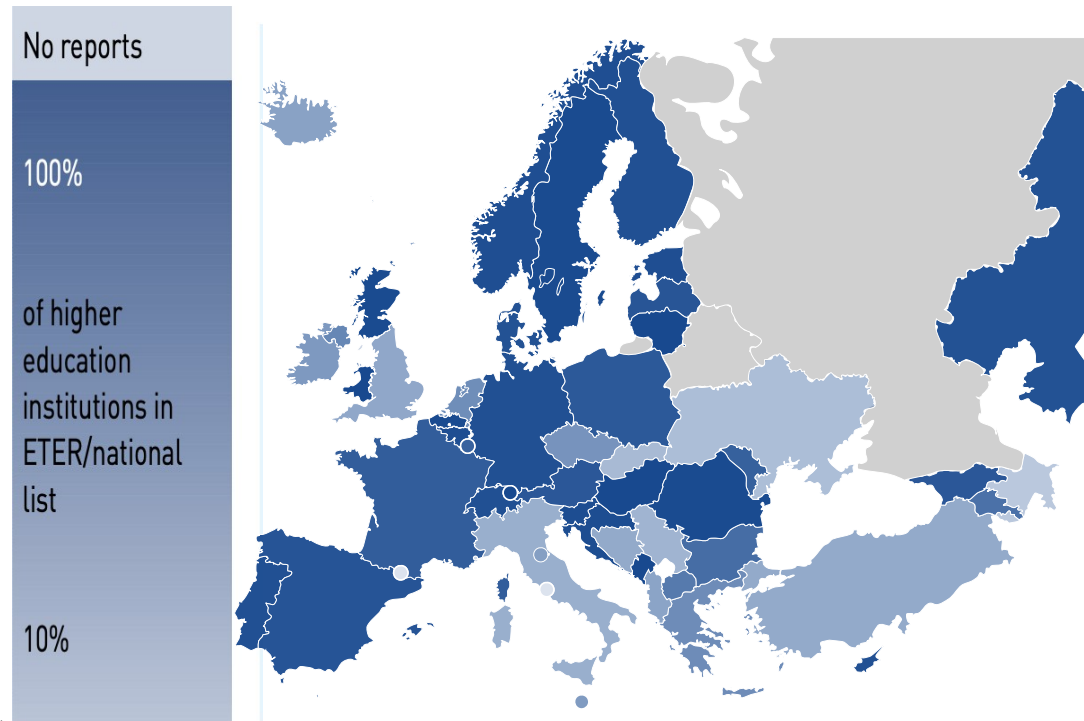 No reports
100%
of higher
education
institutions in
ETER/national
list
10%